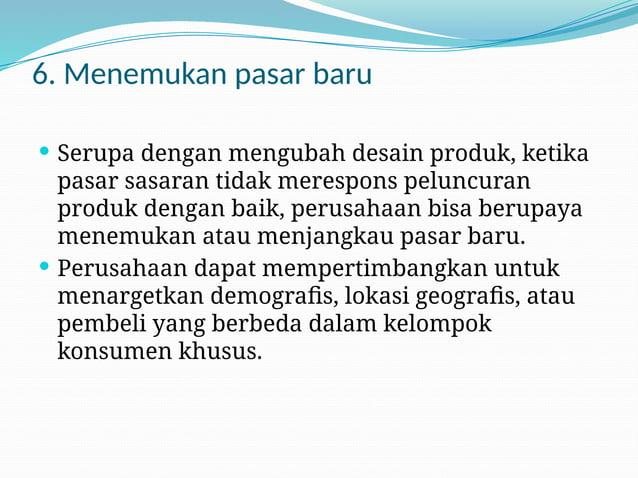 6. Menemukan pasar baru
• Serupa dengan mengubah desain produk, ketika
pasar sasaran tidak merespons peluncuran
produk dengan baik, perusahaan bisa berupaya
menemukan atau menjangkau pasar baru.
• Perusahaan dapat mempertimbangkan untuk
menargetkan demografis, lokasi geografis, atau
pembeli yang berbeda dalam kelompok
konsumen khusus.